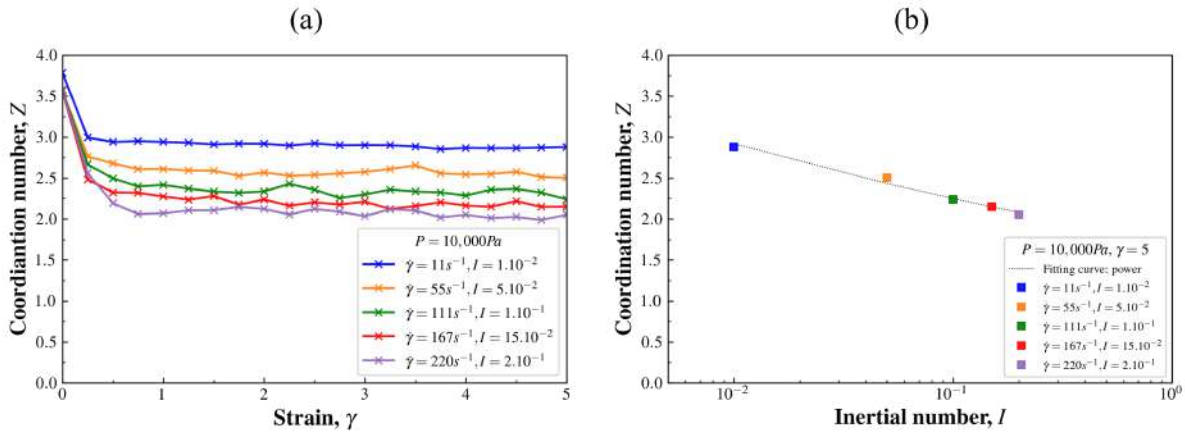 (a)
4.0
3.5
3.0
2.5
2.0
1.5
1.0
0.5
0.0
Coordiantion number, Z
0 1 2 3 4 5
Strain, γ
P = 10,000Pa
γ̇ = 11s⁻¹, I = 1.10⁻²
γ̇ = 55s⁻¹, I = 5.10⁻²
γ̇ = 111s⁻¹, I = 1.10⁻¹
γ̇ = 167s⁻¹, I = 15.10⁻²
γ̇ = 220s⁻¹, I = 2.10⁻¹
(b)
4.0
3.5
3.0
2.5
2.0
1.5
1.0
0.5
0.0
Coordination number, Z
10⁻² 10⁻¹ 10⁰
Inertial number, I
P = 10,000Pa, γ = 5
Fitting curve: power
γ̇ = 11s⁻¹, I = 1.10⁻²
γ̇ = 55s⁻¹, I = 5.10⁻²
γ̇ = 111s⁻¹, I = 1.10⁻¹
γ̇ = 167s⁻¹, I = 15.10⁻²
γ̇ = 220s⁻¹, I = 2.10⁻¹